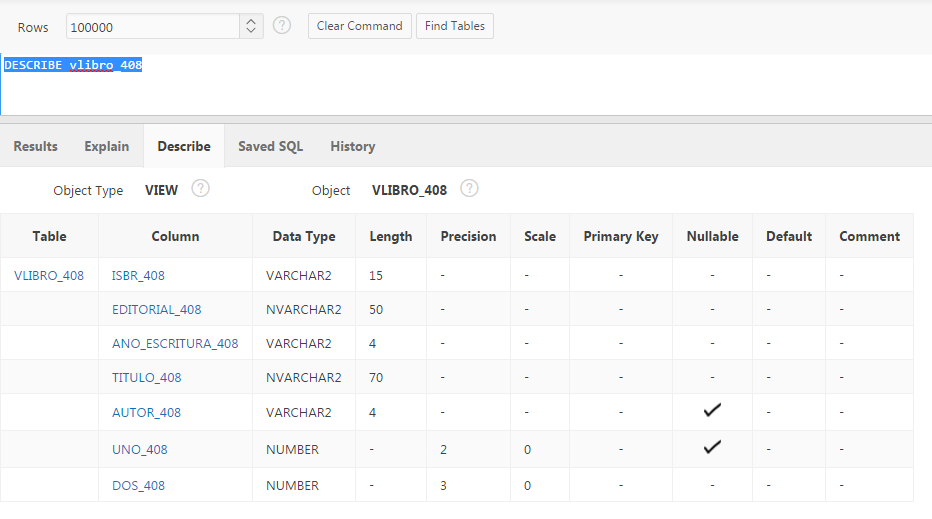 Rows 100000 ? Clear Command Find Tables
DESCRIBE vlibro_408
Results Explain Describe Saved SQL History
Object Type VIEW ? Object VLIBRO_408 ?
Table Column Data Type Length Precision Scale Primary Key Nullable Default Comment
VLIBRO_408 ISBR_408 VARCHAR2 15 - - - - - -
EDITORIAL_408 NVARCHAR2 50 - - - - - -
ANO_ESCRITURA_408 VARCHAR2 4 - - - - - -
TITULO_408 NVARCHAR2 70 - - - - - -
AUTOR_408 VARCHAR2 4 - - - ✓ - -
UNO_408 NUMBER - 2 0 - ✓ - -
DOS_408 NUMBER - 3 0 - - - -